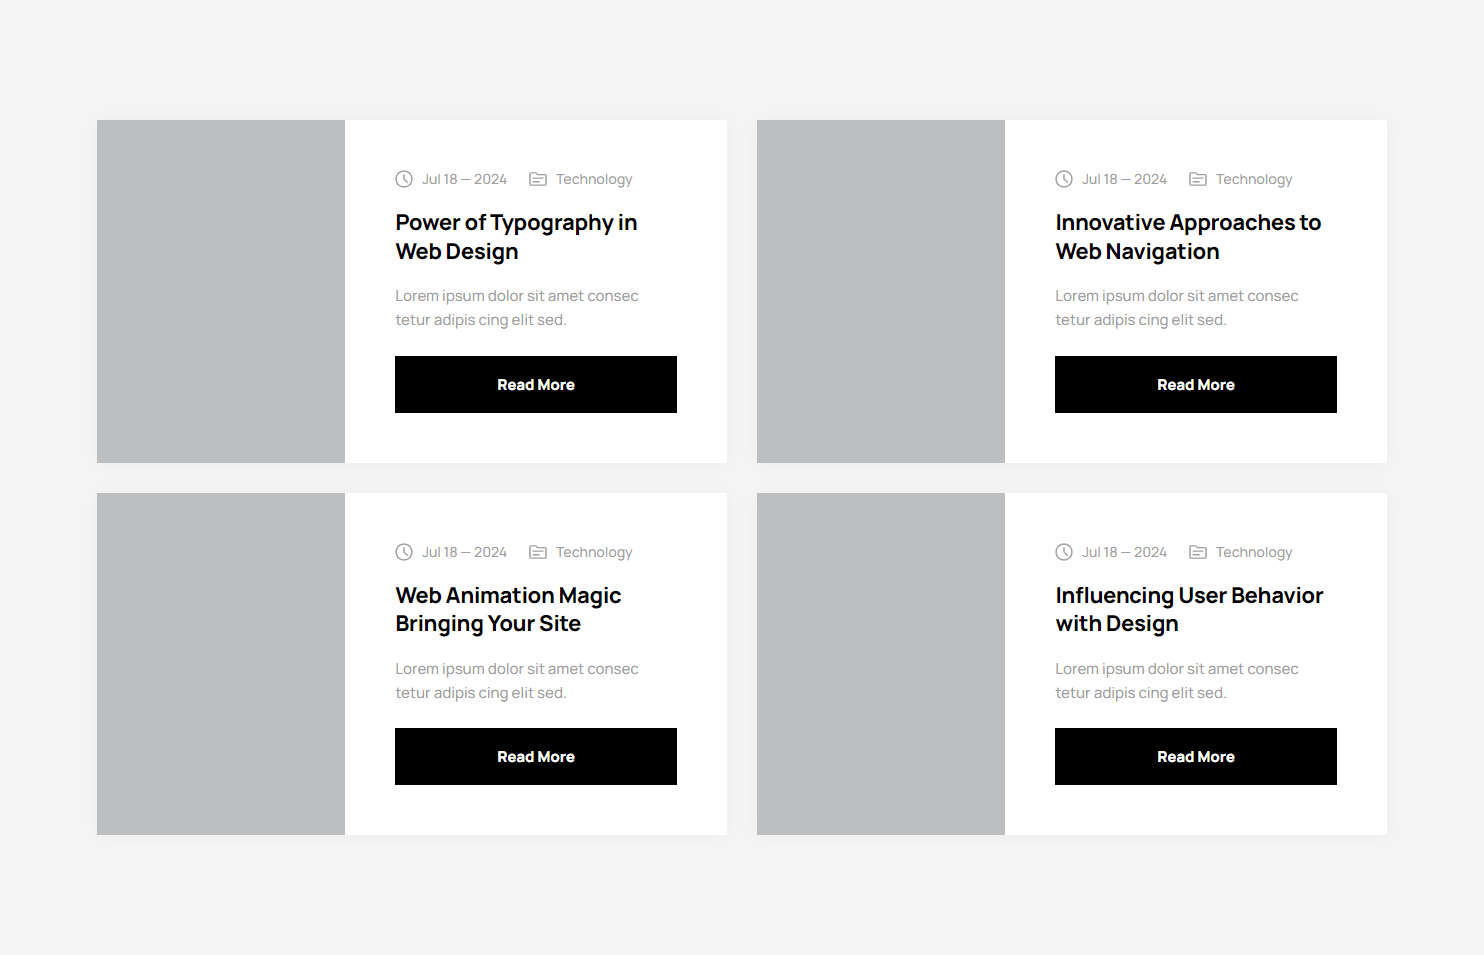 Jul 18 — 2024 Technology
Power of Typography in
Web Design
Lorem ipsum dolor sit amet consec
tetur adipis cing elit sed.
Read More
Jul 18 — 2024 Technology
Innovative Approaches to
Web Navigation
Lorem ipsum dolor sit amet consec
tetur adipis cing elit sed.
Read More
Jul 18 — 2024 Technology
Web Animation Magic
Bringing Your Site
Lorem ipsum dolor sit amet consec
tetur adipis cing elit sed.
Read More
Jul 18 — 2024 Technology
Influencing User Behavior
with Design
Lorem ipsum dolor sit amet consec
tetur adipis cing elit sed.
Read More